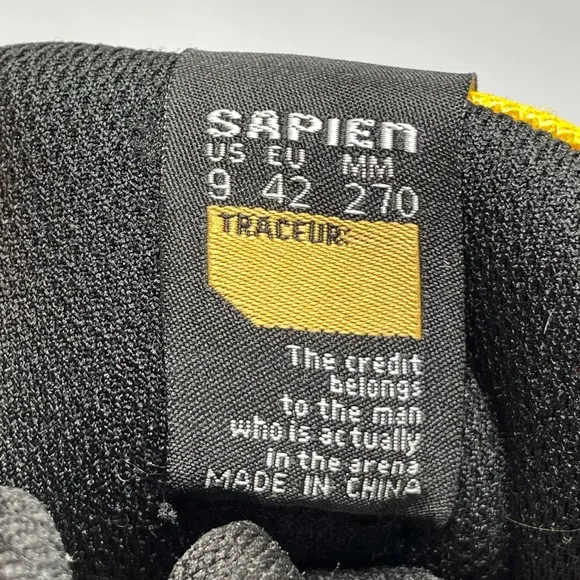 SAPIEN
US EU MM
9 42 270
TRACEUR:
The credit
belongs
to the man
who is actually
in the arena
MADE IN CHINA